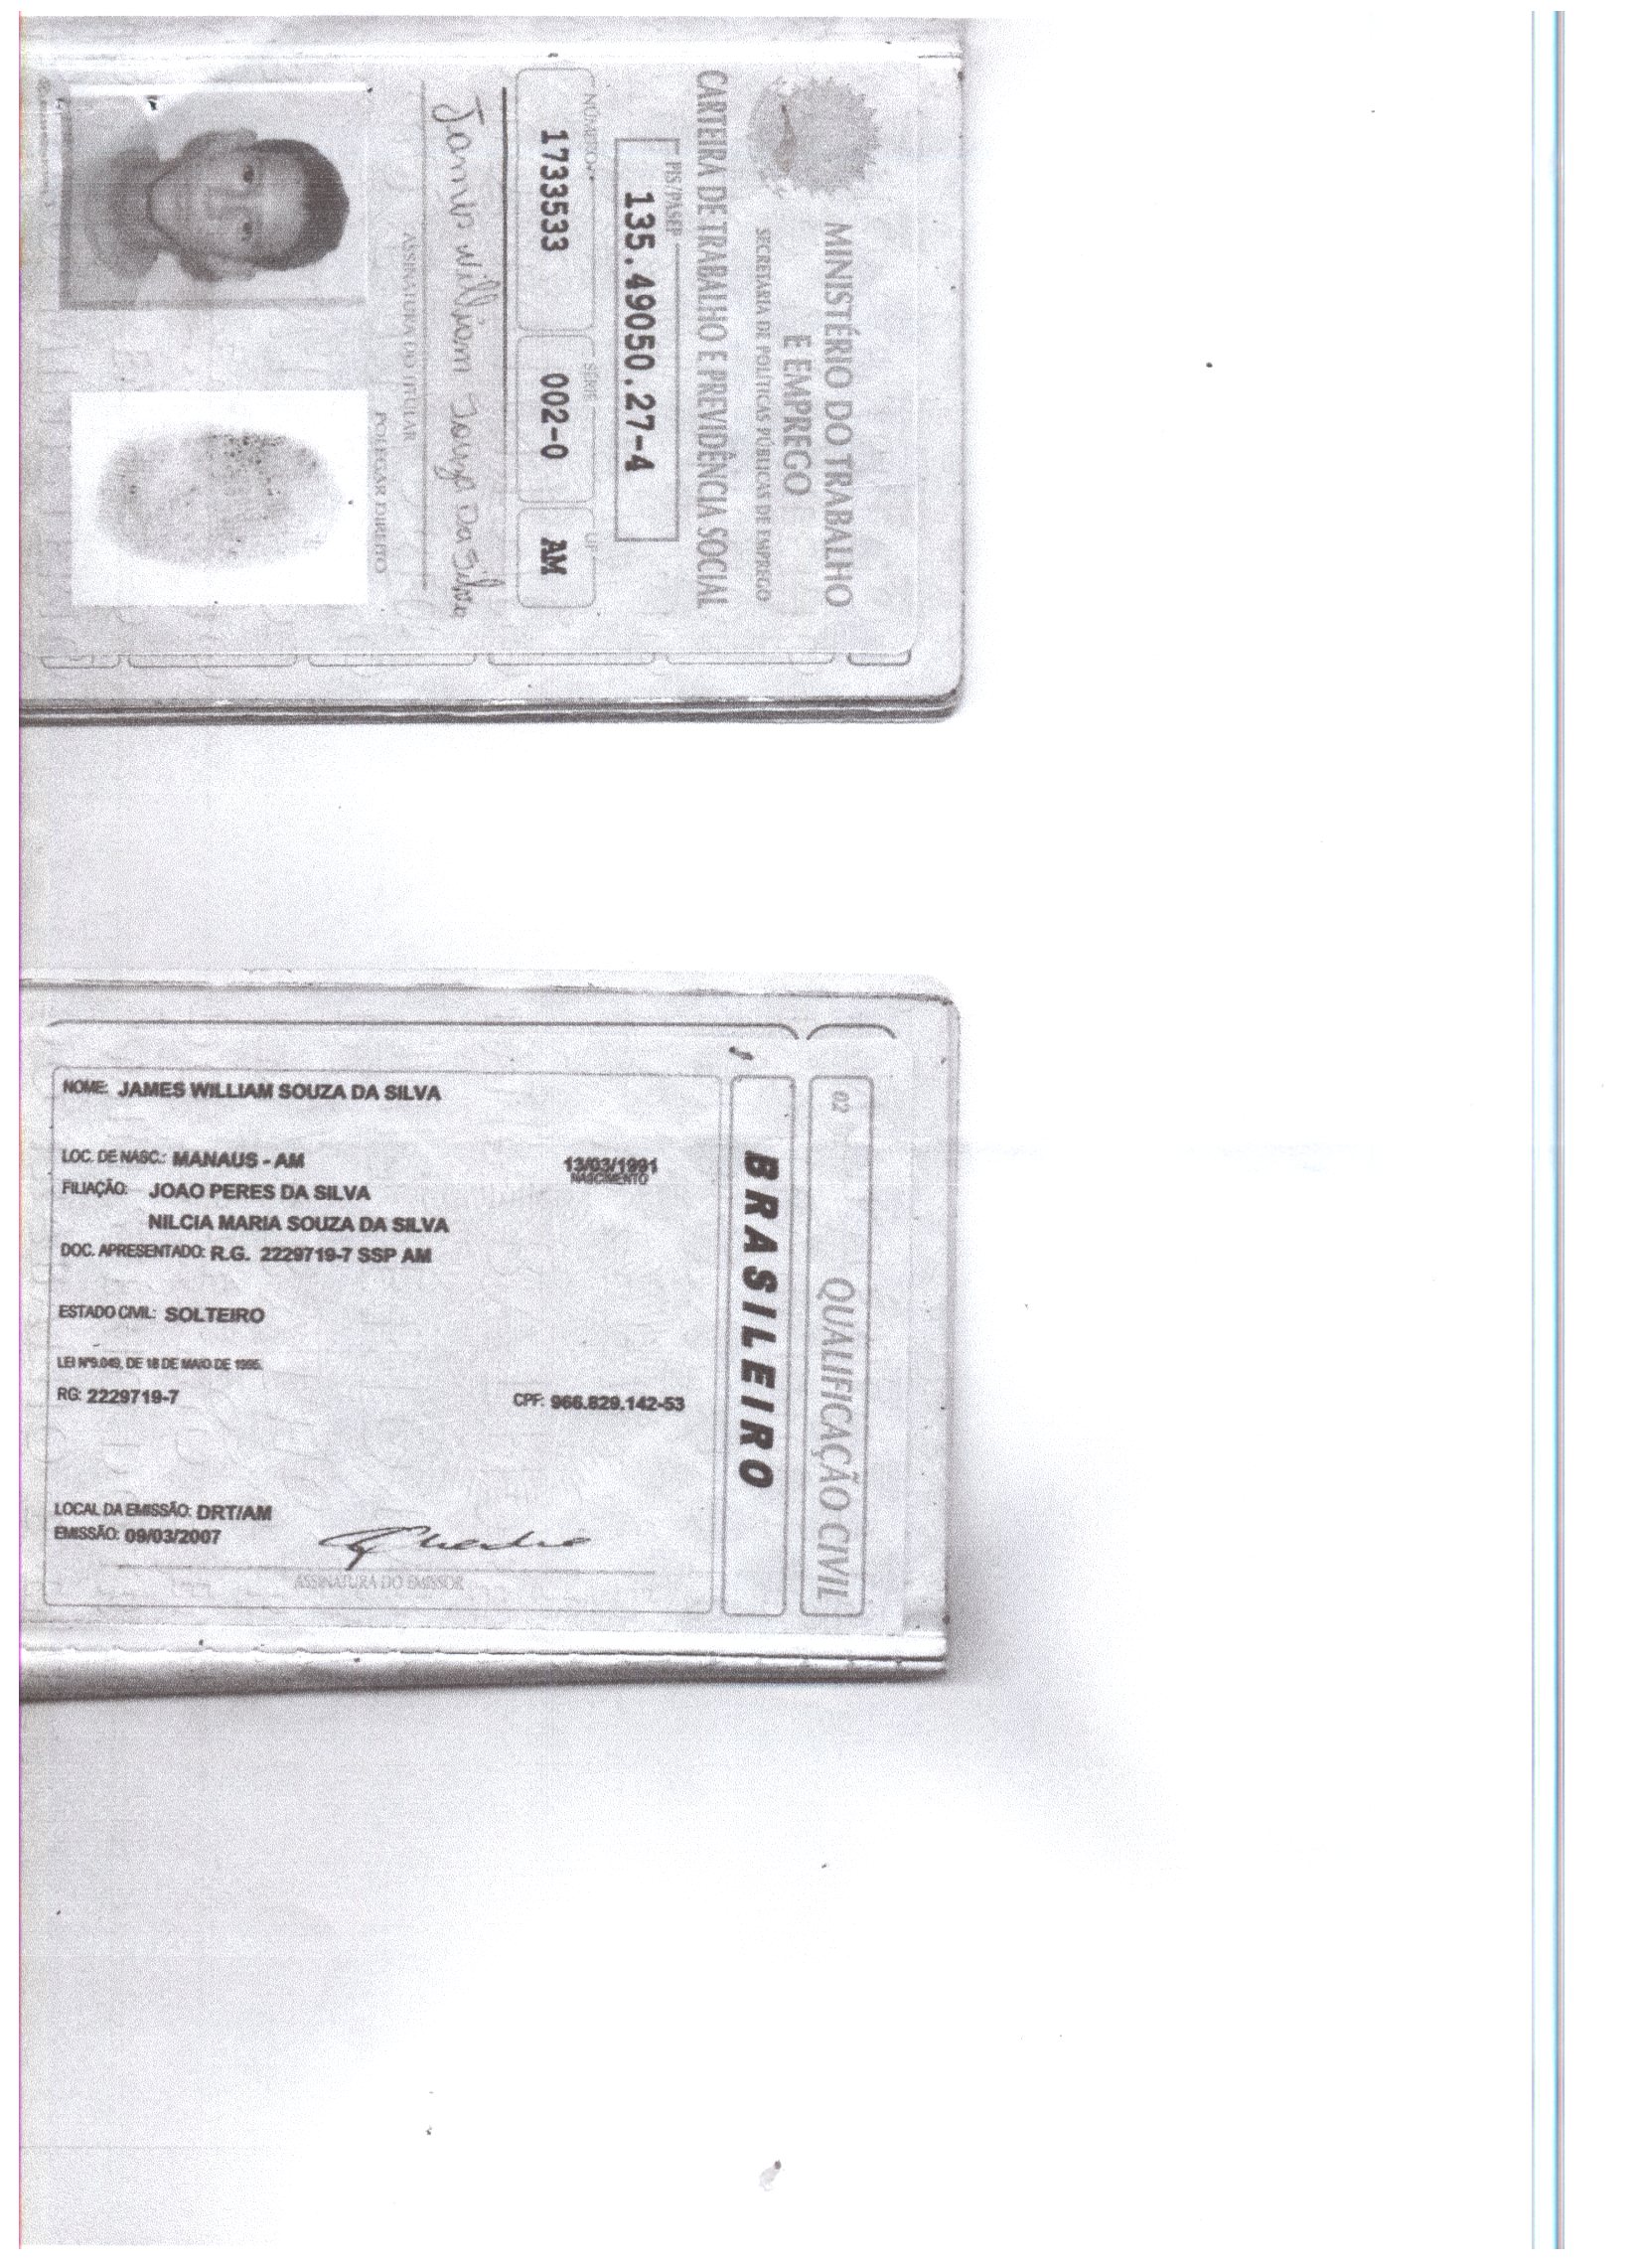 MNISTÉRIO DO TRABALHO
E EMPREGO
SECRETARIA DE POLÍTICAS PÚBLICAS DE EMPREGO
CARTEIRA DE TRABALHO E PREVIDÊNCIA SOCIAL
PIS/PASEP
135.49050.27-4
NÚMERO SÉRIE UF
1733533 002-0 AM
James William Souza Da Silva
ASSINATURA DO TITULAR
POLEGAR DIREITO
02 QUALIFICAÇÃO CIVIL
BRASILEIRO
NOME: JAMES WILLIAM SOUZA DA SILVA
LOC. DE NASC.: MANAUS - AM 13/03/1991
NASCIMENTO
FILIAÇÃO: JOAO PERES DA SILVA
NILCIA MARIA SOUZA DA SILVA
DOC. APRESENTADO: R.G. 2229719-7 SSP AM
ESTADO CIVIL: SOLTEIRO
LEI Nº9.049, DE 18 DE MAIO DE 1995.
RG: 2229719-7 CPF: 966.829.142-53
LOCAL DA EMISSÃO: DRT/AM
EMISSÃO: 09/03/2007
ASSINATURA DO EMISSOR